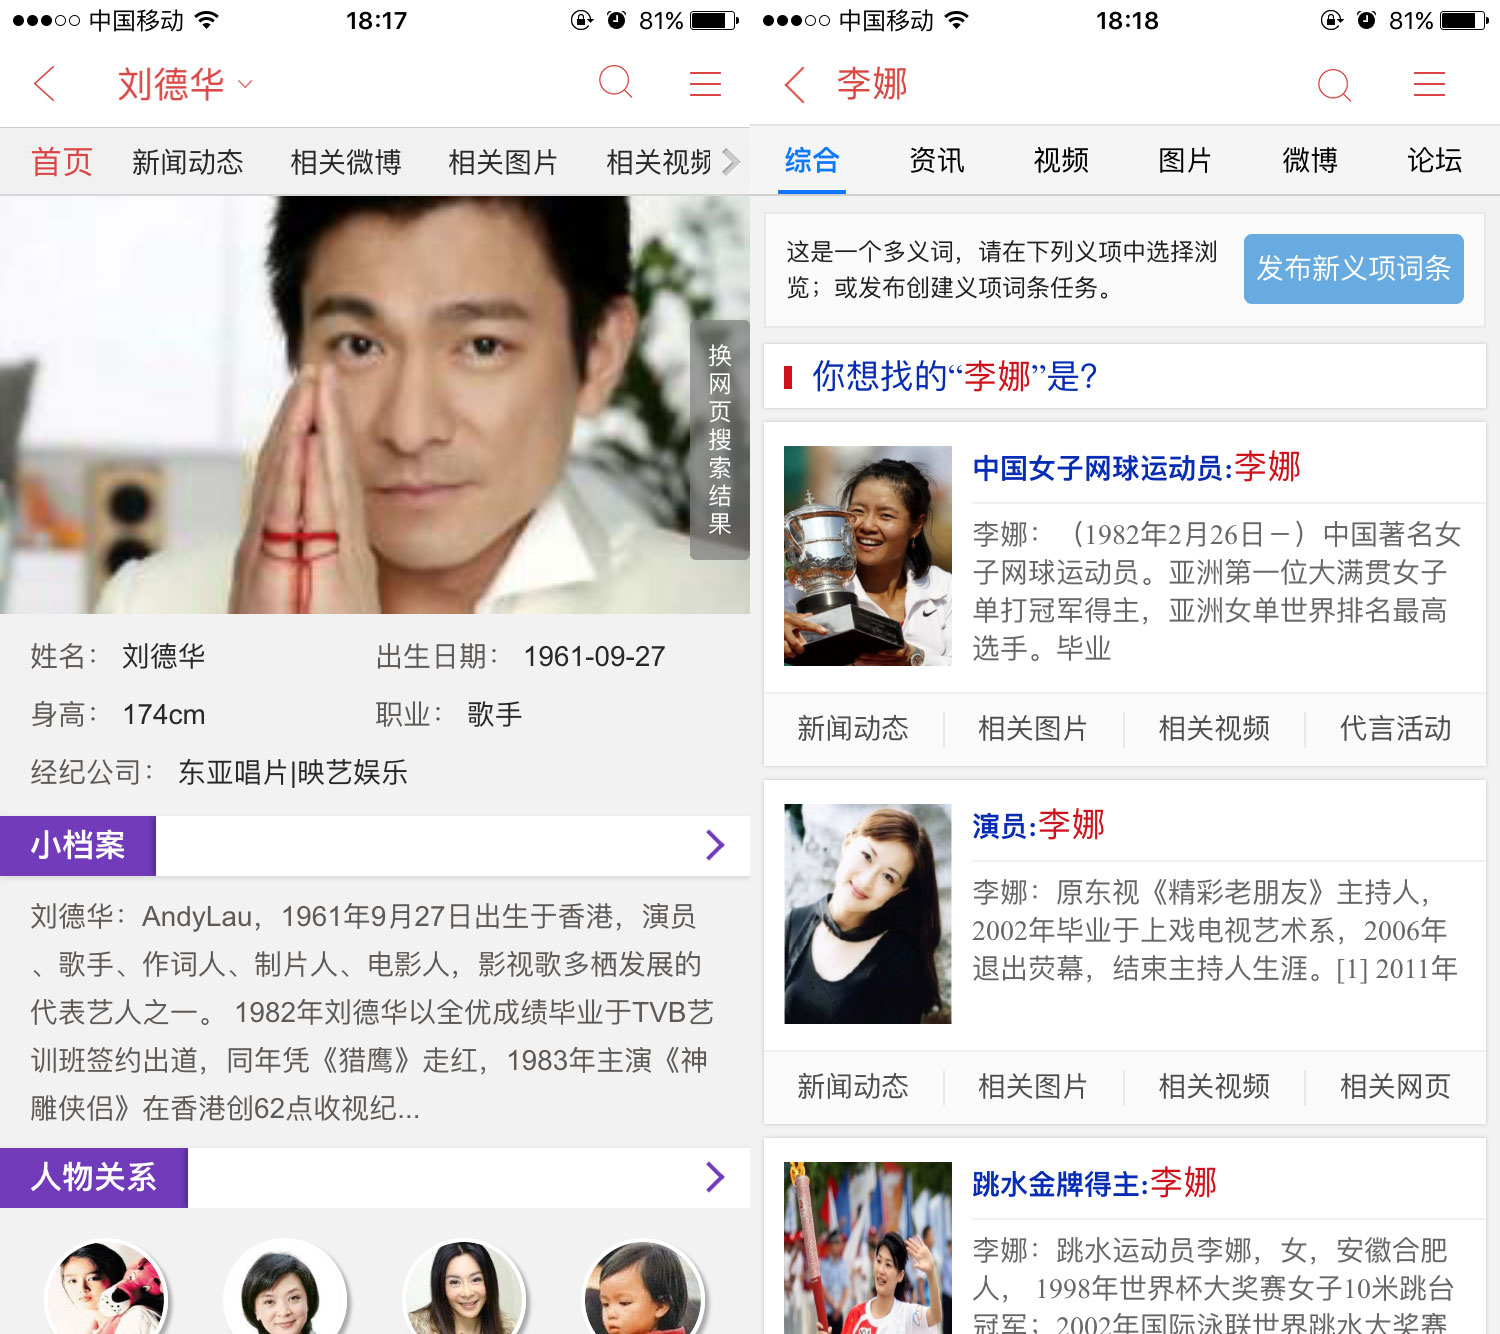 中国移动 18:17 81%
刘德华
首页 新闻动态 相关微博 相关图片 相关视频
换网页搜索结果
姓名： 刘德华 出生日期： 1961-09-27
身高： 174cm 职业： 歌手
经纪公司： 东亚唱片|映艺娱乐
小档案
刘德华：AndyLau，1961年9月27日出生于香港，演员
、歌手、作词人、制片人、电影人，影视歌多栖发展的
代表艺人之一。 1982年刘德华以全优成绩毕业于TVB艺
训班签约出道，同年凭《猎鹰》走红，1983年主演《神
雕侠侣》在香港创62点收视纪...
人物关系
中国移动 18:18 81%
李娜
综合 资讯 视频 图片 微博 论坛
这是一个多义词，请在下列义项中选择浏
览；或发布创建义项词条任务。
发布新义项词条
你想找的“李娜”是?
中国女子网球运动员:李娜
李娜：（1982年2月26日－）中国著名女
子网球运动员。亚洲第一位大满贯女子
单打冠军得主，亚洲女单世界排名最高
选手。毕业
新闻动态 相关图片 相关视频 代言活动
演员:李娜
李娜：原东视《精彩老朋友》主持人，
2002年毕业于上戏电视艺术系，2006年
退出荧幕，结束主持人生涯。[1] 2011年
新闻动态 相关图片 相关视频 相关网页
跳水金牌得主:李娜
李娜：跳水运动员李娜，女，安徽合肥
人， 1998年世界杯大奖赛女子10米跳台
冠军；2002年国际泳联世界跳水大奖赛